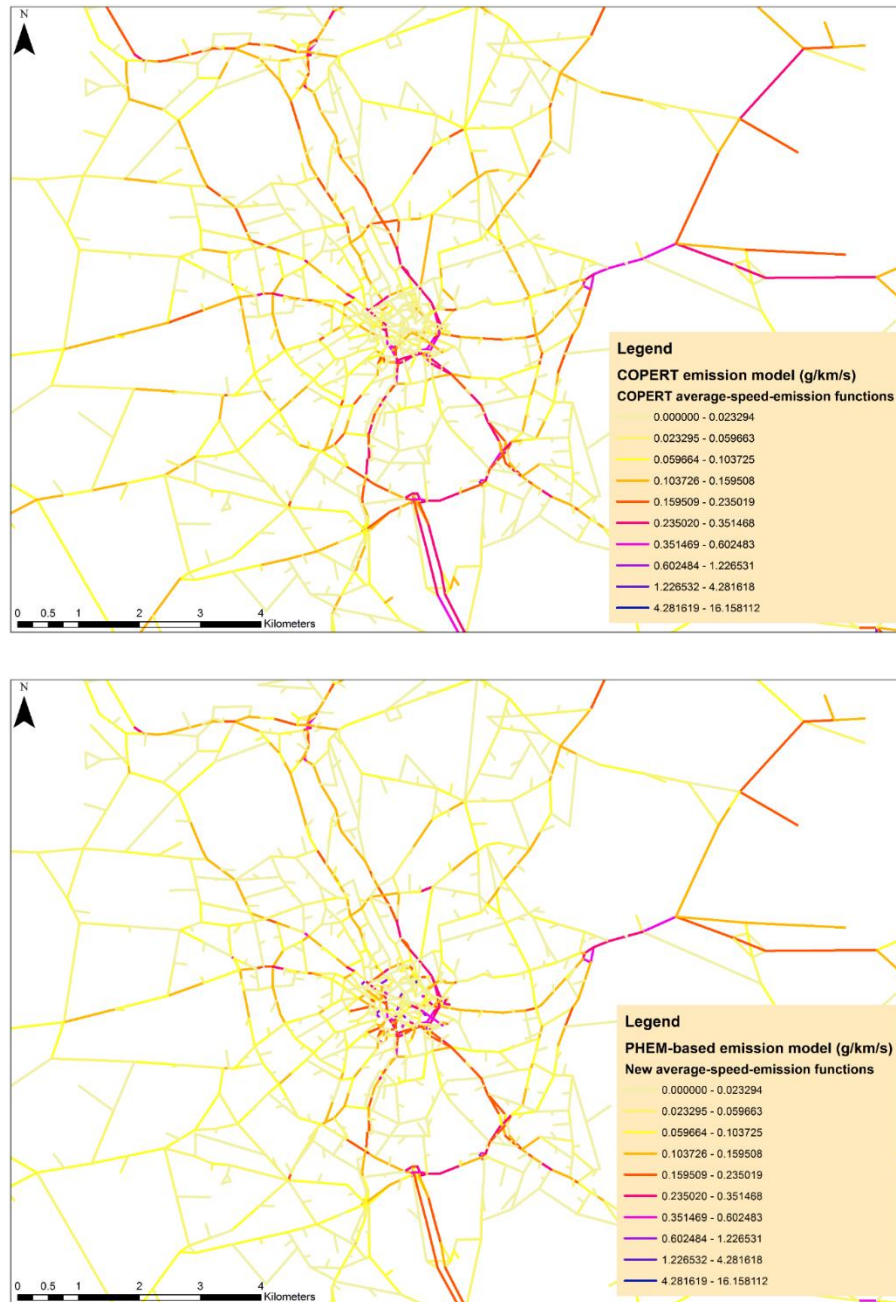 N
Legend
COPERT emission model (g/km/s)
COPERT average-speed-emission functions
0.000000 - 0.023294
0.023295 - 0.059663
0.059664 - 0.103725
0.103726 - 0.159508
0.159509 - 0.235019
0.235020 - 0.351468
0.351469 - 0.602483
0.602484 - 1.226531
1.226532 - 4.281618
4.281619 - 16.158112
0 0.5 1 2 3 4
Kilometers
N
Legend
PHEM-based emission model (g/km/s)
New average-speed-emission functions
0.000000 - 0.023294
0.023295 - 0.059663
0.059664 - 0.103725
0.103726 - 0.159508
0.159509 - 0.235019
0.235020 - 0.351468
0.351469 - 0.602483
0.602484 - 1.226531
1.226532 - 4.281618
4.281619 - 16.158112
0 0.5 1 2 3 4
Kilometers